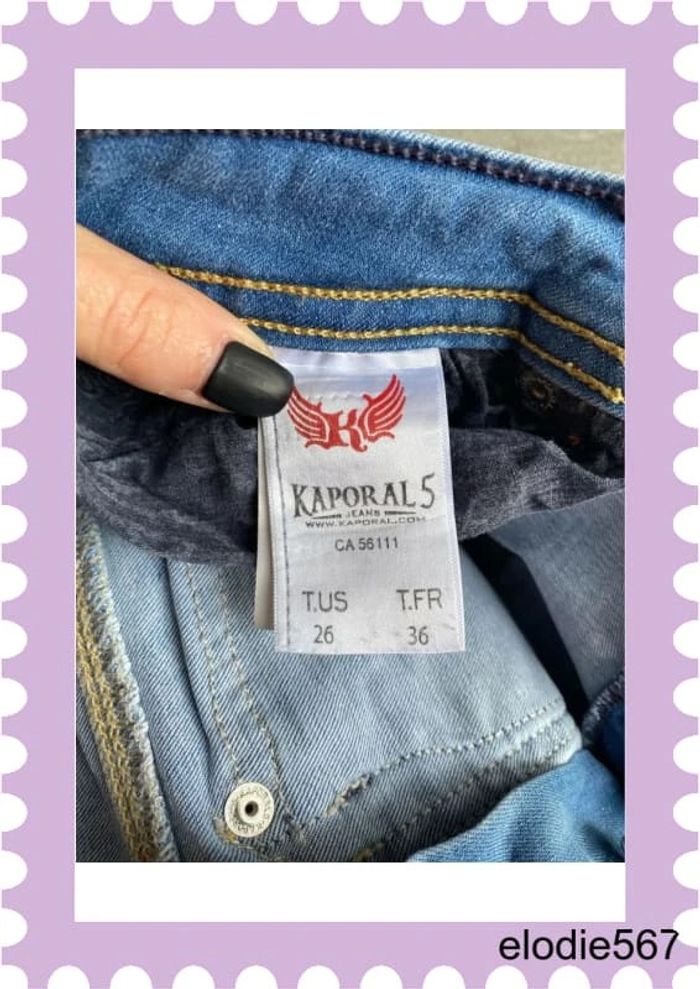 K
KAPORAL 5
JEANS
WWW.KAPORAL.COM
CA 56111
T.US T.FR
26 36
elodie567